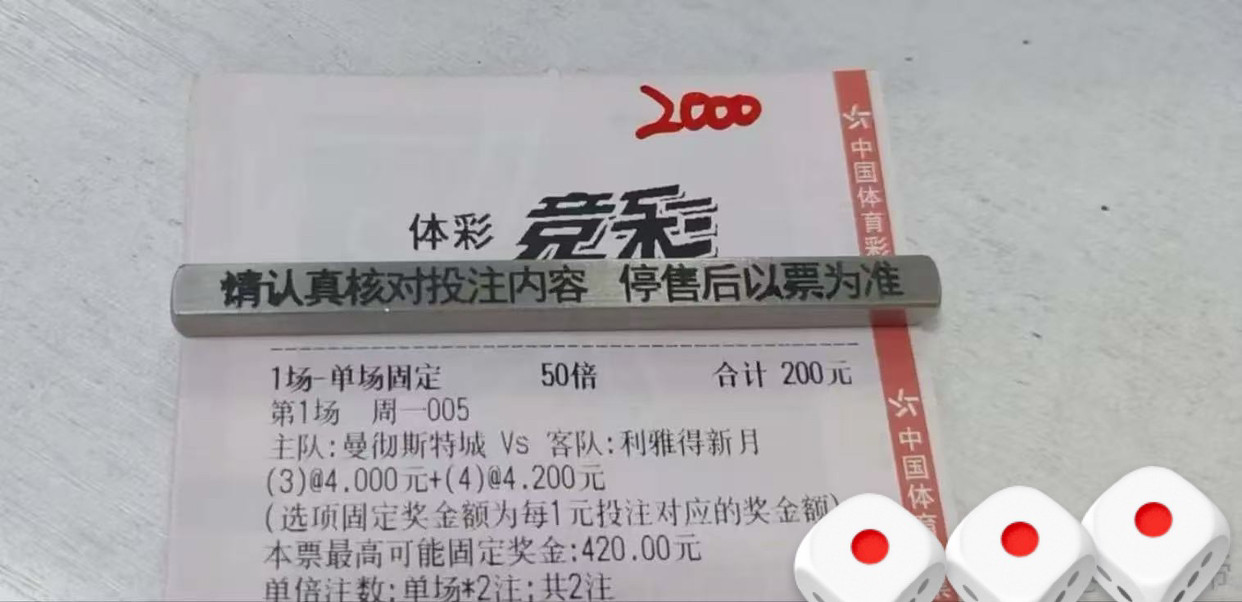 2000
体彩 竞彩
请认真核对投注内容 停售后以票为准
1场-单场固定 50倍 合计 200元
第1场 周一005
主队:曼彻斯特城 Vs 客队:利雅得新月
(3)@4.000元+(4)@4.200元
(选项固定奖金额为每1元投注对应的奖金额)
本票最高可能固定奖金:420.00元
单倍注数:单场*2注;共2注
中国体育彩
中国体育